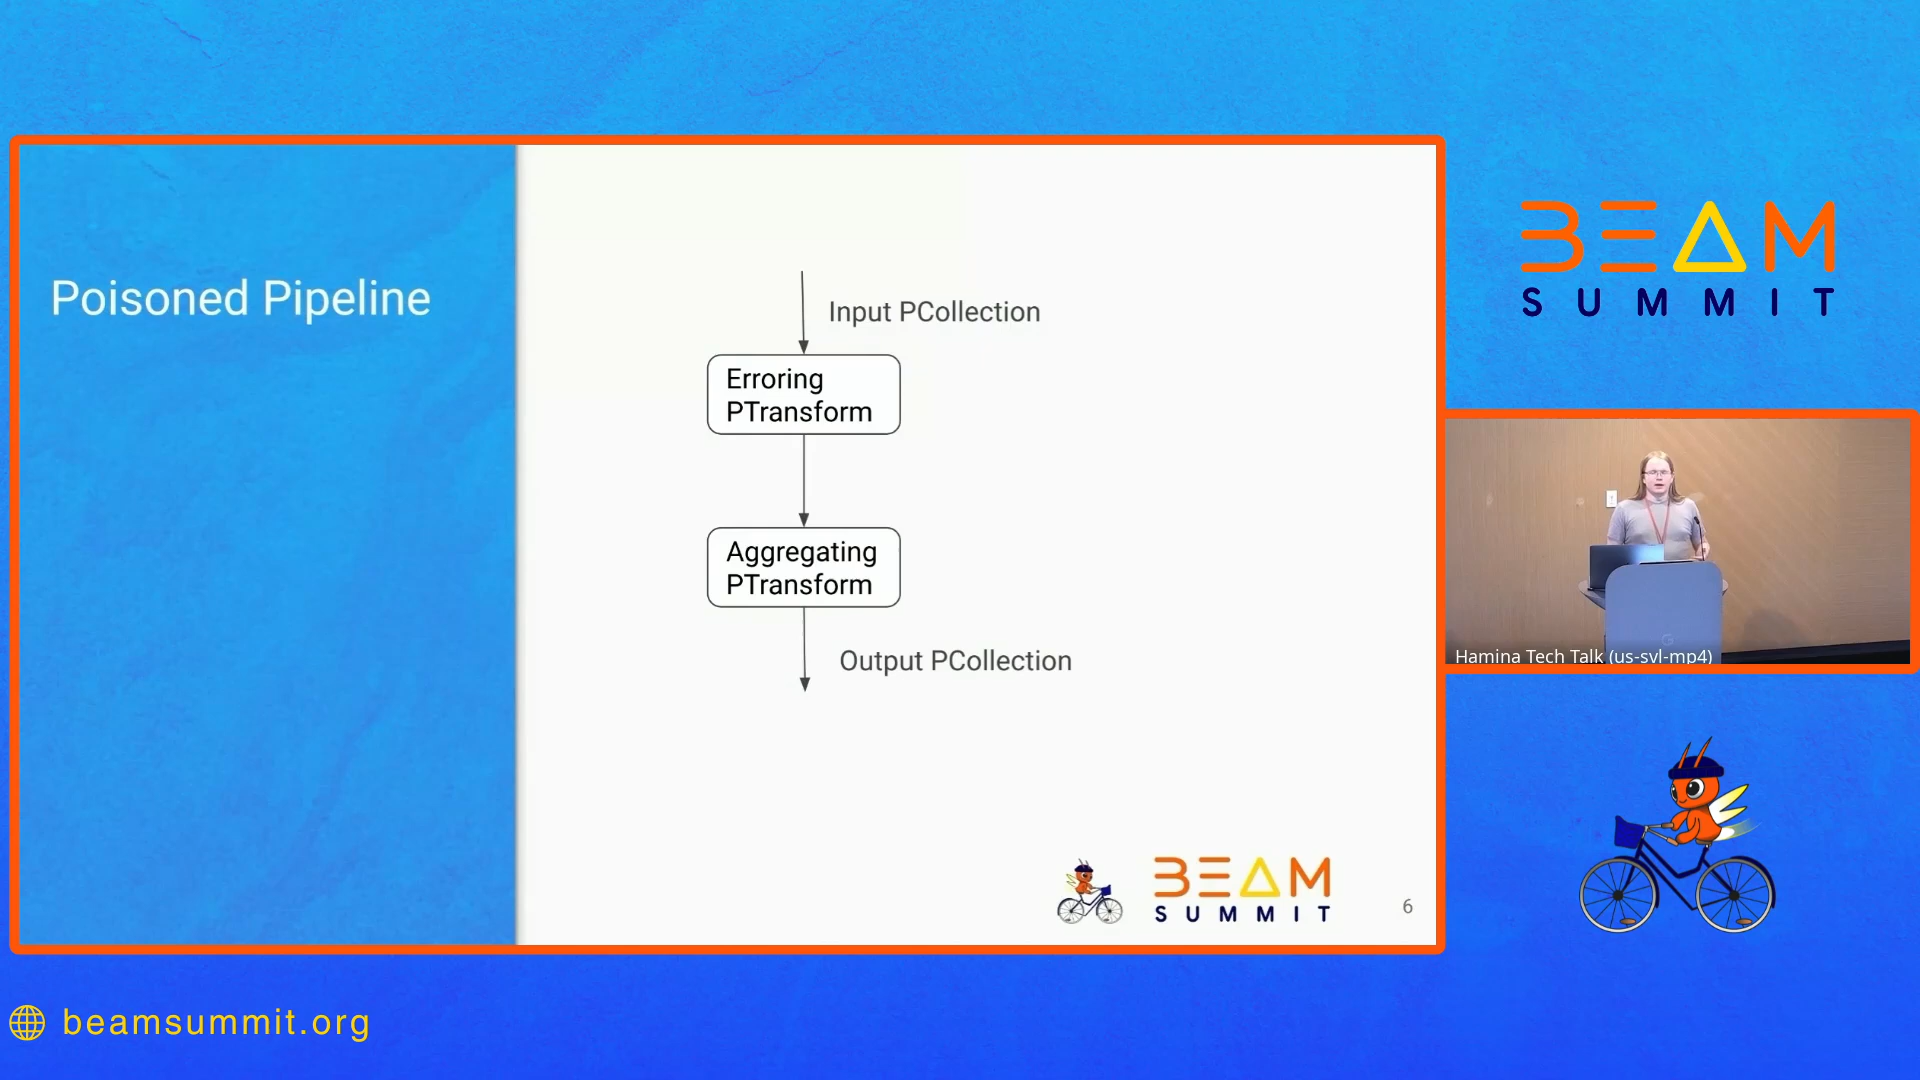 Poisoned Pipeline
Input PCollection
Erroring
PTransform
Aggregating
PTransform
Output PCollection
BEAM
SUMMIT
6
BEAM
SUMMIT
Hamina Tech Talk (us-svl-mp4)
beamsummit.org